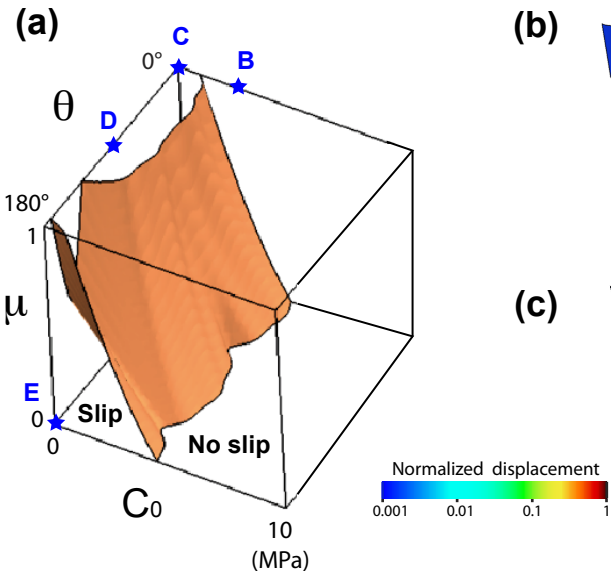 (a)
(b)
C
B
0°
θ
D
180°
1
μ
(c)
E
0
Slip
No slip
0
C0
10
(MPa)
Normalized displacement
0.001
0.01
0.1
1